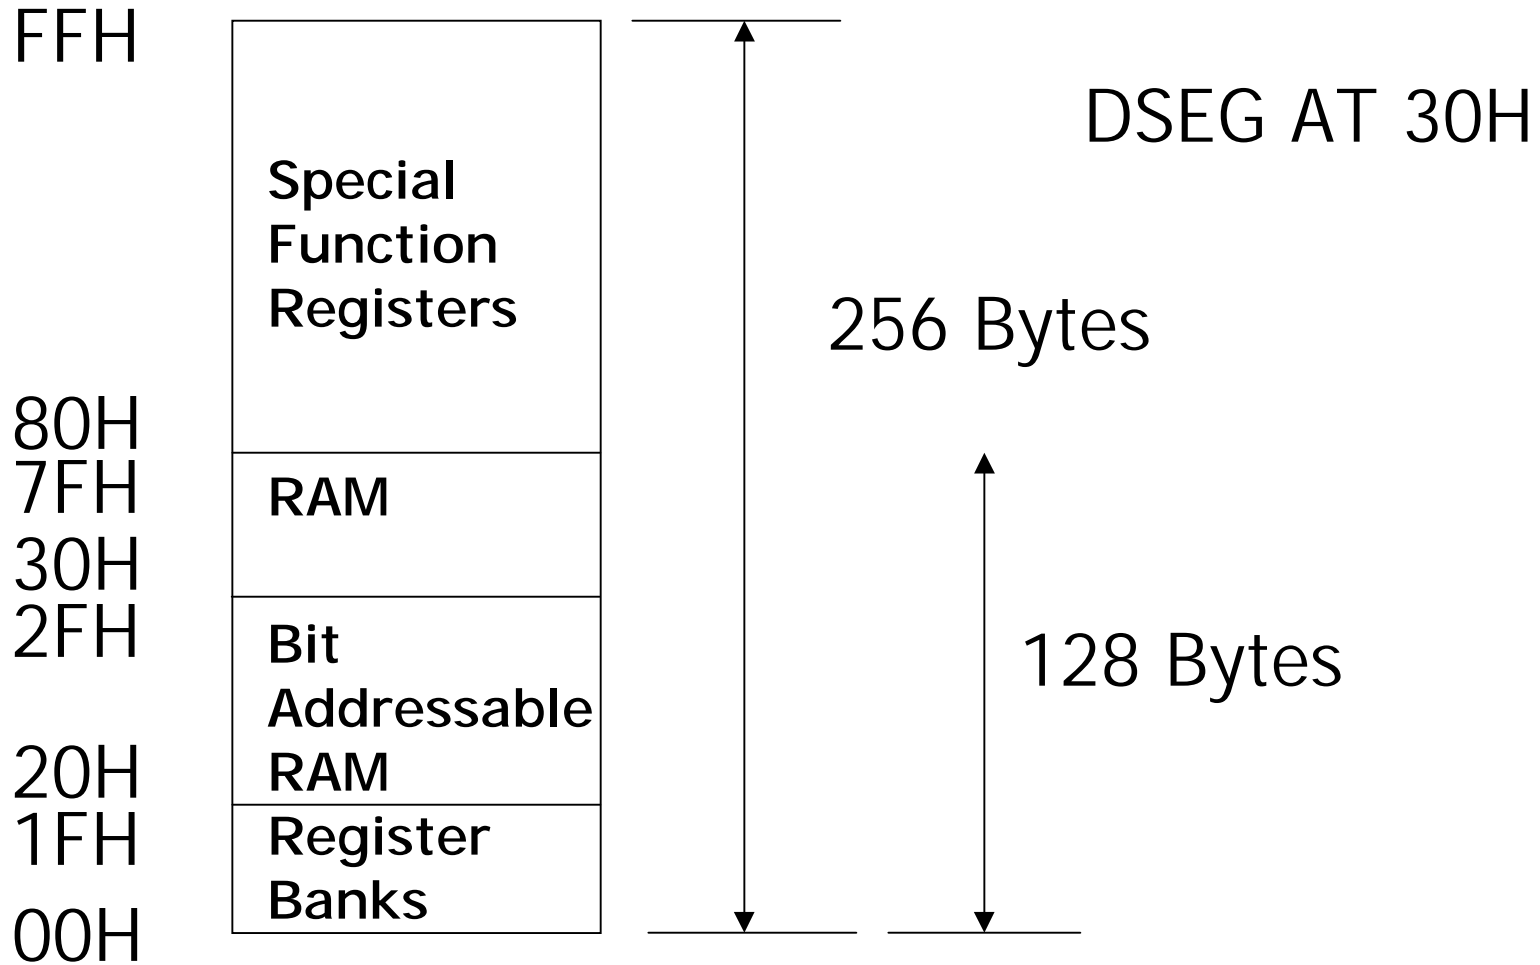 FFH
DSEG AT 30H
Special
Function
Registers
256 Bytes
80H
7FH
RAM
30H
2FH
Bit
Addressable
RAM
128 Bytes
20H
1FH
Register
Banks
00H